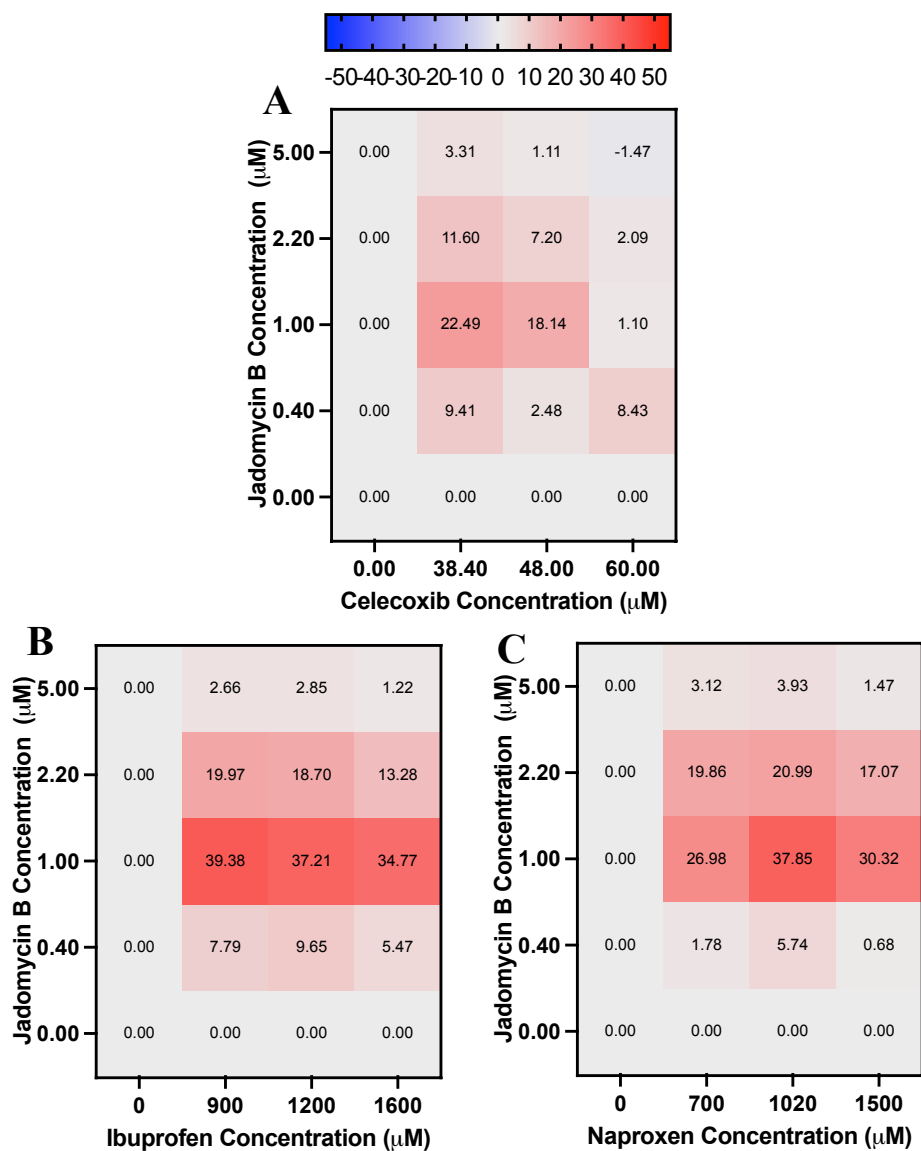 -50 -40 -30 -20 -10 0 10 20 30 40 50
A
Jadomycin B Concentration (μM)
5.00 0.00 3.31 1.11 -1.47
2.20 0.00 11.60 7.20 2.09
1.00 0.00 22.49 18.14 1.10
0.40 0.00 9.41 2.48 8.43
0.00 0.00 0.00 0.00 0.00
0.00 38.40 48.00 60.00
Celecoxib Concentration (μM)
B
Jadomycin B Concentration (μM)
5.00 0.00 2.66 2.85 1.22
2.20 0.00 19.97 18.70 13.28
1.00 0.00 39.38 37.21 34.77
0.40 0.00 7.79 9.65 5.47
0.00 0.00 0.00 0.00 0.00
0 900 1200 1600
Ibuprofen Concentration (μM)
C
Jadomycin B Concentration (μM)
5.00 0.00 3.12 3.93 1.47
2.20 0.00 19.86 20.99 17.07
1.00 0.00 26.98 37.85 30.32
0.40 0.00 1.78 5.74 0.68
0.00 0.00 0.00 0.00 0.00
0 700 1020 1500
Naproxen Concentration (μM)